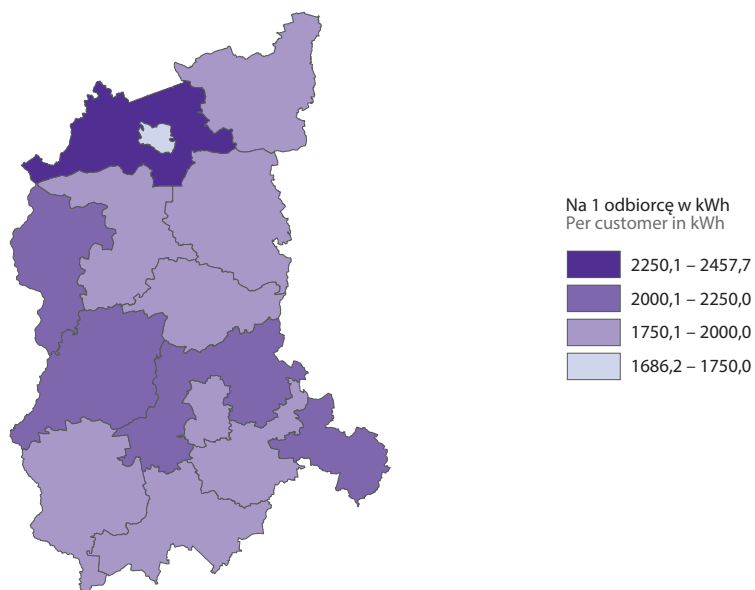 Na 1 odbiorcę w kWh
Per customer in kWh
2250,1 – 2457,7
2000,1 – 2250,0
1750,1 – 2000,0
1686,2 – 1750,0